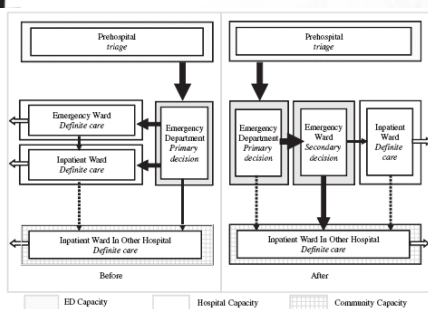 Prehospital
triage
Emergency Ward
Definite care
Inpatient Ward
Definite care
Emergency
Department
Primary
decision
Inpatient Ward In Other Hospital
Definite care
Before
Prehospital
triage
Emergency
Department
Primary
decision
Emergency
Ward
Secondary
decision
Inpatient
Ward
Definite
care
Inpatient Ward In Other Hospital
Definite care
After
ED Capacity
Hospital Capacity
Community Capacity